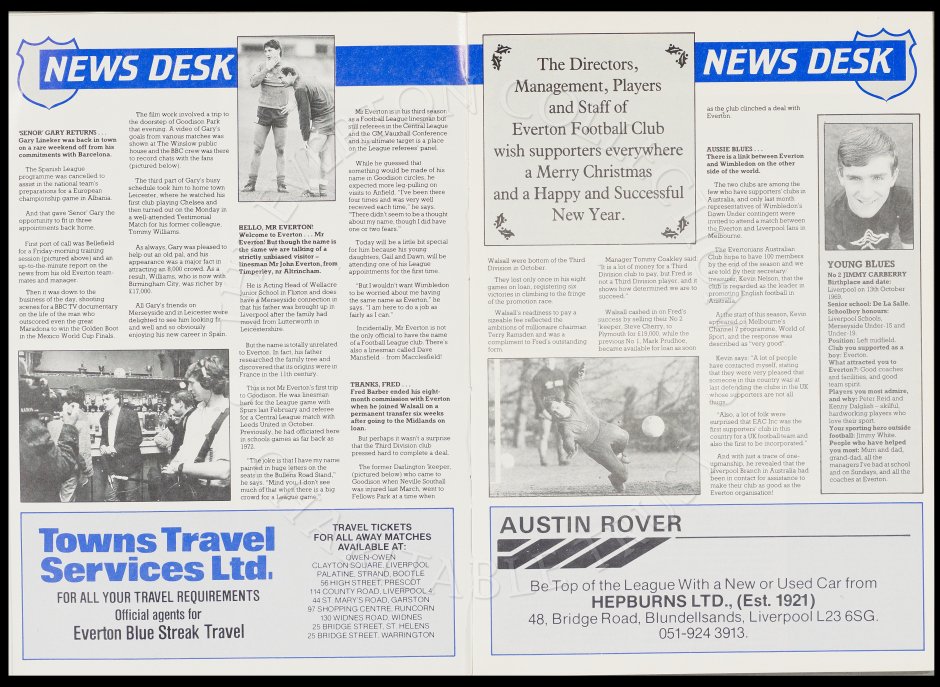 NEWS DESK
'SENOR' GARY RETURNS . . .
Gary Lineker was back in town
on a rare weekend off from his
commitments with Barcelona.
The Spanish League
programme was cancelled to
assist in the national team's
preparations for a European
championship game in Albania.
And that gave 'Senor' Gary the
opportunity to fit in three
appointments back home.
First port of call was Bellefield
for a Friday-morning training
session (pictured above) and an
up-to-the-minute report on the
news from his old Everton team-
mates and manager.
Then it was down to the
business of the day, shooting
scenes for a BBC TV documentary
on the life of the man who
outscored even the great
Maradona to win the Golden Boot
in the Mexico World Cup Finals.
The film work involved a trip to
the doorstep of Goodison Park
that evening. A video of Gary's
goals from various matches was
shown at The Winslow public
house and the BBC crew was there
to record chats with the fans
(pictured below).
The third part of Gary's busy
schedule took him to home town
Leicester, where he watched his
first club playing Chelsea and
then turned out on the Monday in
a well-attended Testimonial
Match for his former colleague,
Tommy Williams.
As always, Gary was pleased to
help out an old pal, and his
appearance was a major fact in
attracting an 8,000 crowd. As a
result, Williams, who is now with
Birmingham City, was richer by
£17,000.
All Gary's friends on
Merseyside and in Leicester were
delighted to see him looking fit
and well and so obviously
enjoying his new career in Spain.
HELLO, MR EVERTON!
Welcome to Everton . . . Mr
Everton! But though the name is
the same we are talking of a
strictly unbiased visitor –
linesman Mr John Everton, from
Timperley, nr Altrincham.
He is Acting Head of Wellacre
Junior School in Flixton and does
have a Merseyside connection in
that his father was brought up in
Liverpool after the family had
moved from Lutterworth in
Leicestershire.
But the name is totally unrelated
to Everton. In fact, his father
researched the family tree and
discovered that its origins were in
France in the 11th century.
This is not Mr Everton's first trip
to Goodison. He was linesman
here for the League game with
Spurs last February and referee
for a Central League match with
Leeds United in October.
Previously, he had officiated here
in schools games as far back as
1972.
"The joke is that I have my name
painted in huge letters on the
seats in the Bullens Road Stand,"
he says. "Mind you, I don't see
much of that when there is a big
crowd for a League game."
Mr Everton is in his third season
as a Football League linesman but
still referees in the Central League
and the GM Vauxhall Conference
and his ultimate target is a place
on the League referees' panel.
While he guessed that
something would be made of his
name in Goodison circles, he
expected more leg-pulling on
visits to Anfield. "I've been there
four times and was very well
received each time," he says.
"There didn't seem to be a thought
about my name, though I did have
one or two fears."
Today will be a little bit special
for him because his young
daughters, Gail and Dawn, will be
attending one of his League
appointments for the first time.
"But I wouldn't want Wimbledon
to be worried about me having
the same name as Everton," he
says. "I am here to do a job as
fairly as I can."
Incidentally, Mr Everton is not
the only official to have the name
of a Football League club. There's
also a linesman called Dave
Mansfield – from Macclesfield!
THANKS, FRED . . .
Fred Barber ended his eight-
month commission with Everton
when he joined Walsall on a
permanent transfer six weeks
after going to the Midlands on
loan.
But perhaps it wasn't a surprise
that the Third Division club
pressed hard to complete a deal.
The former Darlington 'keeper,
(pictured below) who came to
Goodison when Neville Southall
was injured last March, went to
Fellows Park at a time when
Towns Travel
Services Ltd.
FOR ALL YOUR TRAVEL REQUIREMENTS
Official agents for
Everton Blue Streak Travel
TRAVEL TICKETS
FOR ALL AWAY MATCHES
AVAILABLE AT:
OWEN-OWEN
CLAYTON SQUARE, LIVERPOOL
PALATINE, STRAND, BOOTLE
56 HIGH STREET, PRESCOT
114 COUNTY ROAD, LIVERPOOL 4
44 ST. MARY'S ROAD, GARSTON
97 SHOPPING CENTRE, RUNCORN
130 WIDNES ROAD, WIDNES
25 BRIDGE STREET, ST. HELENS
25 BRIDGE STREET, WARRINGTON
The Directors,
Management, Players
and Staff of
Everton Football Club
wish supporters everywhere
a Merry Christmas
and a Happy and Successful
New Year.
NEWS DESK
Walsall were bottom of the Third
Division in October.
They lost only once in his eight
games on loan, registering six
victories in climbing to the fringe
of the promotion race.
Walsall's readiness to pay a
sizeable fee reflected the
ambitions of millionaire chairman
Terry Ramsden and was a
compliment to Fred's outstanding
form.
Manager Tommy Coakley said:
"It is a lot of money for a Third
Division club to pay, but Fred is
not a Third Division player, and it
shows how determined we are to
succeed."
Walsall cashed in on Fred's
success by selling their No 2
'keeper, Steve Cherry, to
Plymouth for £15,000, while the
previous No 1, Mark Prudhoe,
became available for loan as soon
as the club clinched a deal with
Everton.
AUSSIE BLUES . . .
There is a link between Everton
and Wimbledon on the other
side of the world.
The two clubs are among the
few who have supporters' clubs in
Australia, and only last month
representatives of Wimbledon's
Down Under contingent were
invited to attend a match between
the Everton and Liverpool fans in
Melbourne.
The Evertonians Australian
Club hope to have 100 members
by the end of the season and we
are told by their secretary/
treasurer, Kevin Nelson, that the
club is regarded as the leader in
promoting English football in
Australia.
At the start of this season, Kevin
appeared on Melbourne's
Channel 7 programme, World of
Sport, and the response was
described as "very good".
Kevin says: "A lot of people
have contacted myself, stating
that they were very pleased that
someone in this country was at
last defending the clubs in the UK
whose supporters are not all
thugs.
"Also, a lot of folk were
surprised that EAC Inc was the
first supporters' club in this
country for a UK football team and
also the first to be incorporated."
And with just a trace of one-
upmanship, he revealed that the
Liverpool Branch in Australia had
been in contact for assistance to
make their club as good as the
Everton organisation!
YOUNG BLUES
No 2 JIMMY CARBERRY
Birthplace and date:
Liverpool on 13th October
1969.
Senior school: De La Salle.
Schoolboy honours:
Liverpool Schools,
Merseyside Under-15 and
Under-19.
Position: Left midfield.
Club you supported as a
boy: Everton.
What attracted you to
Everton?: Good coaches
and facilities, and good
team spirit.
Players you most admire,
and why: Peter Reid and
Kenny Dalglish – skilful,
hardworking players who
love their sport.
Your sporting hero outside
football: Jimmy White.
People who have helped
you most: Mum and dad,
grand-dad, all the
managers I've had at school
and on Sundays, and all the
coaches at Everton.
AUSTIN ROVER
Be Top of the League With a New or Used Car from
HEPBURNS LTD., (Est. 1921)
48, Bridge Road, Blundellsands, Liverpool L23 6SG.
051-924 3913.